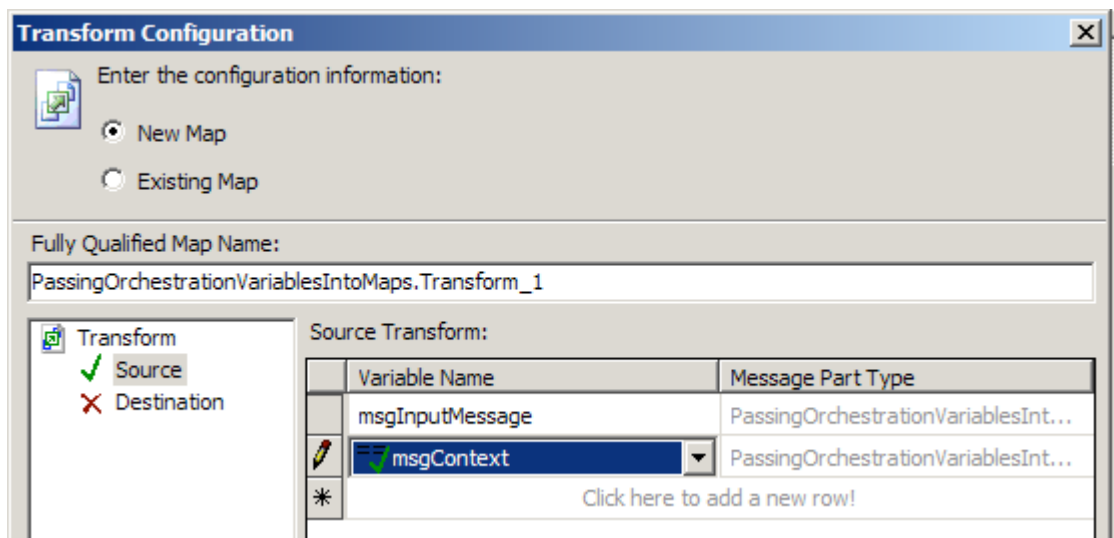 Transform Configuration
Enter the configuration information:
New Map
Existing Map
Fully Qualified Map Name:
PassingOrchestrationVariablesIntoMaps.Transform_1
Transform
Source
Destination
Source Transform:
Variable Name Message Part Type
msgInputMessage PassingOrchestrationVariablesInt...
msgContext PassingOrchestrationVariablesInt...
Click here to add a new row!